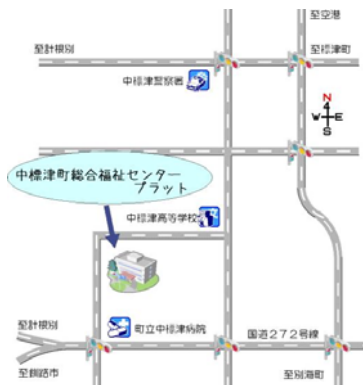 至空港
至計根別
至標津町
中標津警察署
N
W E
S
中標津町総合福祉センター
プラット
中標津高等学校
至計根別
町立中標津病院
国道272号線
至釧路市
至別海町